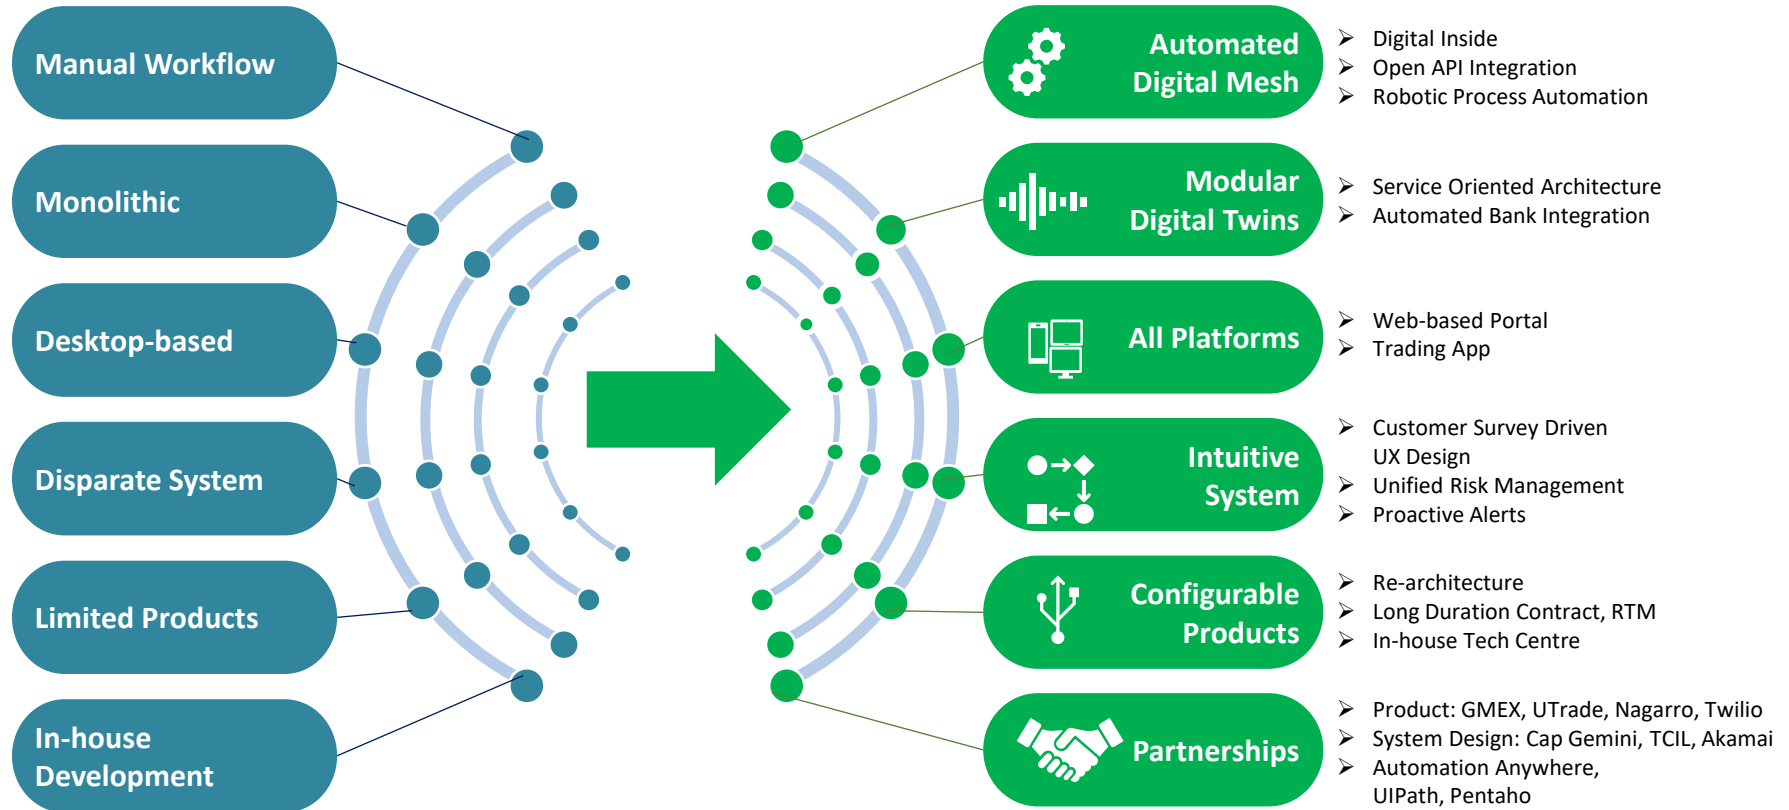 Manual Workflow
Monolithic
Desktop-based
Disparate System
Limited Products
In-house
Development
Automated
Digital Mesh
➢ Digital Inside
➢ Open API Integration
➢ Robotic Process Automation
Modular
Digital Twins
➢ Service Oriented Architecture
➢ Automated Bank Integration
All Platforms
➢ Web-based Portal
➢ Trading App
Intuitive
System
➢ Customer Survey Driven
UX Design
➢ Unified Risk Management
➢ Proactive Alerts
Configurable
Products
➢ Re-architecture
➢ Long Duration Contract, RTM
➢ In-house Tech Centre
Partnerships
➢ Product: GMEX, UTrade, Nagarro, Twilio
➢ System Design: Cap Gemini, TCIL, Akamai
➢ Automation Anywhere,
UIPath, Pentaho